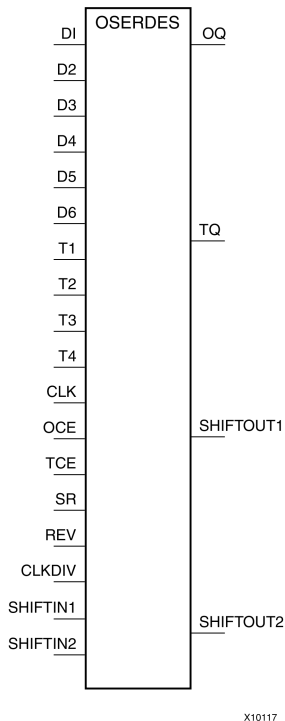 OSERDES
DI
D2
D3
D4
D5
D6
T1
T2
T3
T4
CLK
OCE
TCE
SR
REV
CLKDIV
SHIFTIN1
SHIFTIN2
OQ
TQ
SHIFTOUT1
SHIFTOUT2
X10117